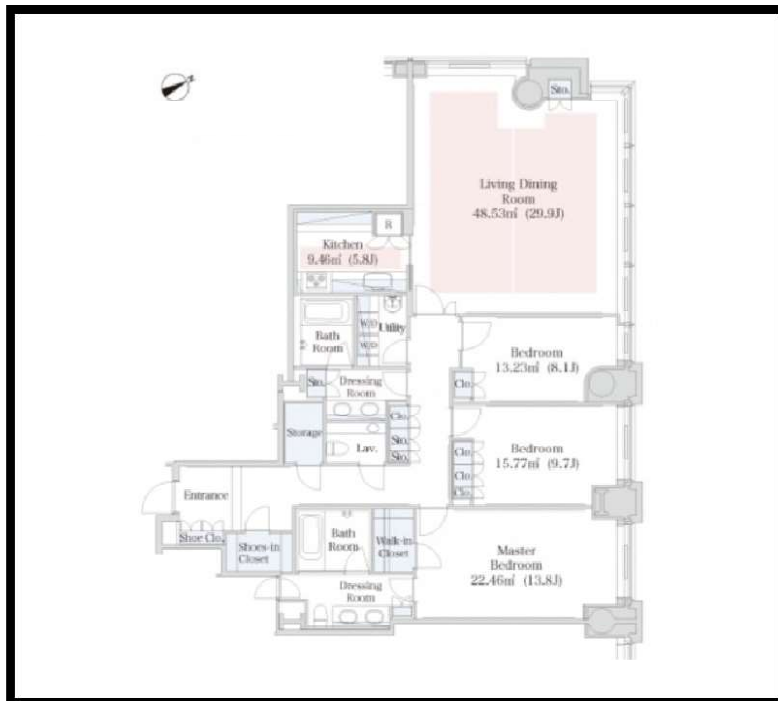 N
Sto.
Living Dining
Room
48.53㎡ (29.9J)
R
Kitchen
9.46㎡ (5.8J)
Bath
Room
W/D
W/D
Utility
Bedroom
13.23㎡ (8.1J)
Sto.
Dressing
Room
Clo.
Clo.
Sto.
Sto.
Storage
Lav.
Bedroom
15.77㎡ (9.7J)
Clo.
Clo.
Clo.
Entrance
Shoe Clo.
Shoes-in
Closet
Bath
Room
Walk-in
Closet
Master
Bedroom
22.46㎡ (13.8J)
Dressing
Room